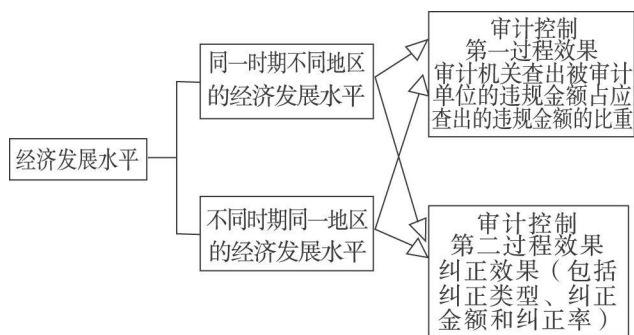 经济发展水平
同一时期不同地区
的经济发展水平
不同时期同一地区
的经济发展水平
审计控制
第一过程效果
审计机关查出被审计
单位的违规金额占应
查出的违规金额的比重
审计控制
第二过程效果
纠正效果（包括
纠正类型、纠正
金额和纠正率）